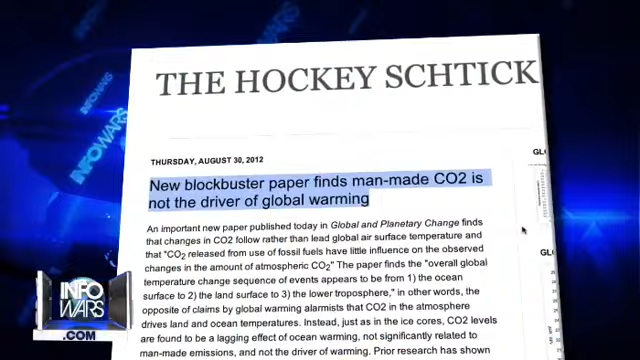 THE HOCKEY SCHTICK
THURSDAY, AUGUST 30, 2012
New blockbuster paper finds man-made CO2 is
not the driver of global warming
An important new paper published today in Global and Planetary Change finds
that changes in CO2 follow rather than lead global air surface temperature and
that "CO2 released from use of fossil fuels have little influence on the observed
changes in the amount of atmospheric CO2" The paper finds the "overall global
temperature change sequence of events appears to be from 1) the ocean
surface to 2) the land surface to 3) the lower troposphere," in other words, the
opposite of claims by global warming alarmists that CO2 in the atmosphere
drives land and ocean temperatures. Instead, just as in the ice cores, CO2 levels
are found to be a lagging effect of ocean warming, not significantly related to
man-made emissions, and not the driver of warming. Prior research has shown
GLO
GL
INFOWARS
INFOWARS
INFOWARS
INFO
WARS
.COM